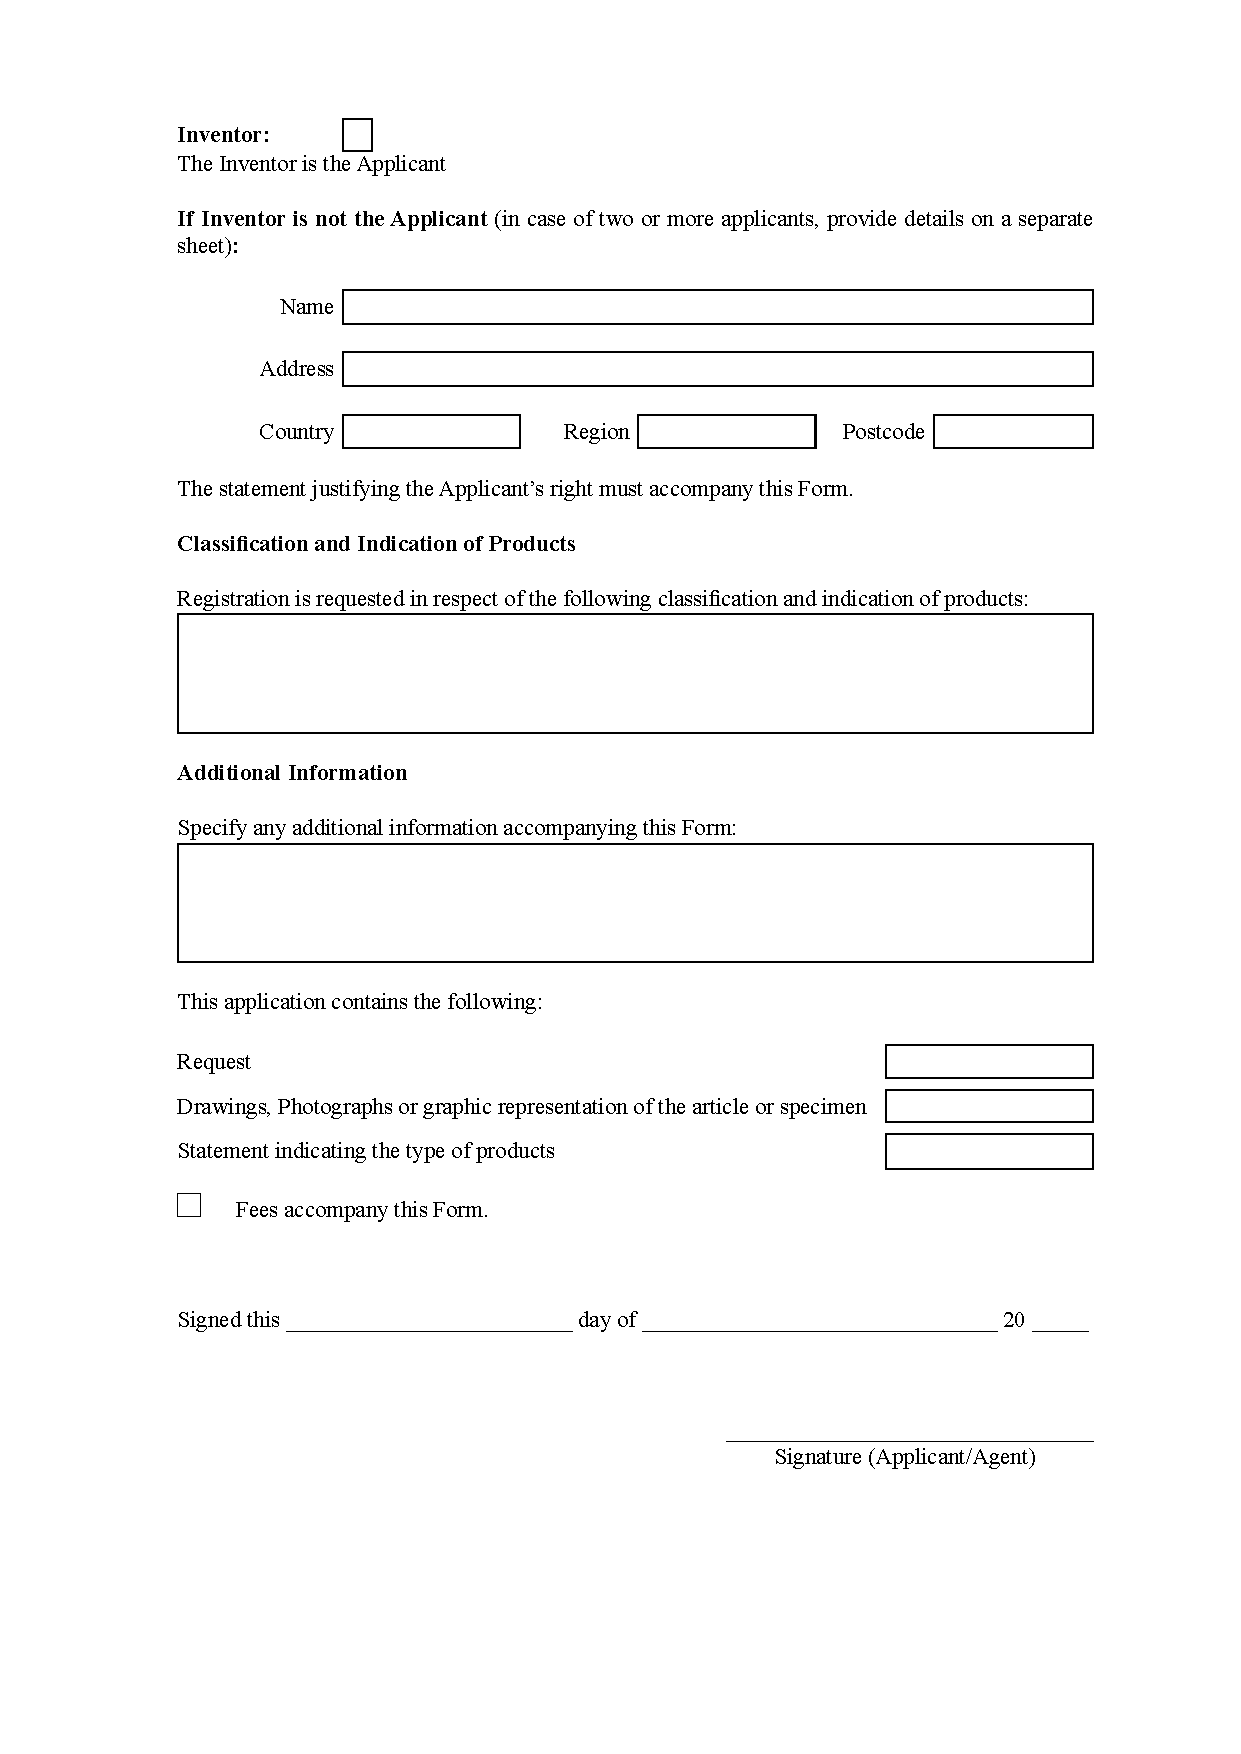 Inventor:
The Inventor is the Applicant
If Inventor is not the Applicant (in case of two or more applicants, provide details on a separate
sheet):
Name
Address
Country Region Postcode
The statement justifying the Applicant’s right must accompany this Form.
Classification and Indication of Products
Registration is requested in respect of the following classification and indication of products:
Additional Information
Specify any additional information accompanying this Form:
This application contains the following:
Request
Drawings, Photographs or graphic representation of the article or specimen
Statement indicating the type of products
Fees accompany this Form.
Signed this _________________________ day of _______________________________ 20 _____
Signature (Applicant/Agent)